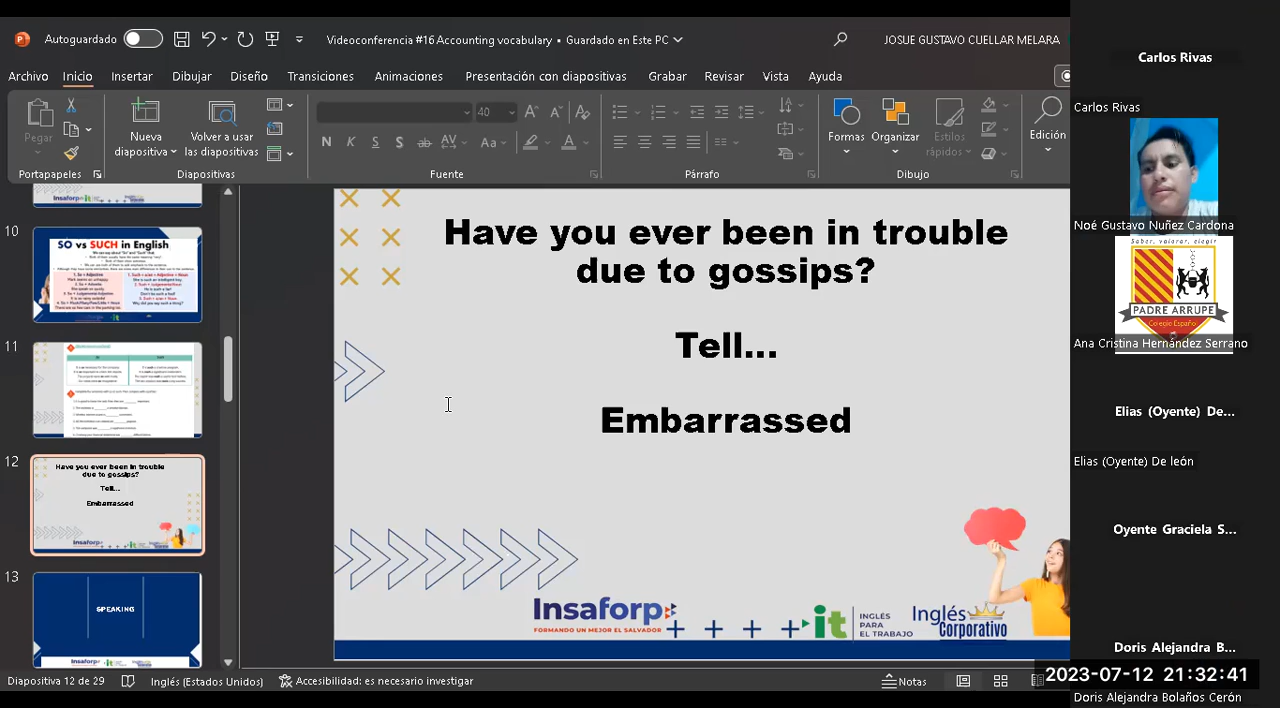 Autoguardado
Videoconferencia #16 Accounting vocabulary • Guardado en Este PC
JOSUE GUSTAVO CUELLAR MELARA
Archivo Inicio Insertar Dibujar Diseño Transiciones Animaciones Presentación con diapositivas Grabar Revisar Vista Ayuda
Pegar
Nueva diapositiva
Volver a usar las diapositivas
40
N K S S ab AV Aa A
Formas Organizar Estilos rápidos Edición
Portapapeles Diapositivas Fuente Párrafo Dibujo
10
SO vs SUCH in English
11
12
Have you ever been in trouble
due to gossips?
Tell...
Embarrassed
Insaforp
13
SPEAKING
Have you ever been in trouble
due to gossips?
Tell...
Embarrassed
Insaforp
FORMANDO UN MEJOR EL SALVADOR
it
INGLÉS
PARA
EL TRABAJO
Inglés
Corporativo
Diapositiva 12 de 29
Inglés (Estados Unidos)
Accesibilidad: es necesario investigar
Notas
Carlos Rivas
Carlos Rivas
Noé Gustavo Nuñez Cardona
Saber, valorar, elegir
PADRE ARRUPE
Colegio Español
Ana Cristina Hernández Serrano
Elias (Oyente) De...
Elias (Oyente) De león
Oyente Graciela S...
Doris Alejandra B...
2023-07-12 21:32:41
Doris Alejandra Bolaños Cerón